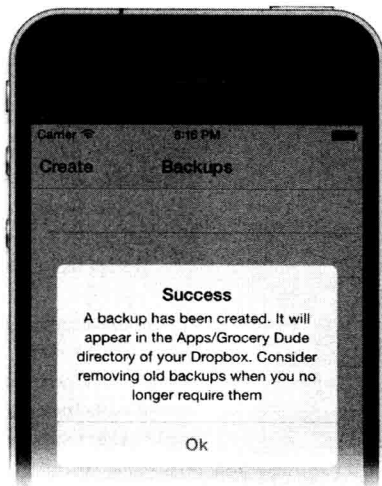 Carrier 8:16 PM
Create Backups
Success
A backup has been created. It will
appear in the Apps/Grocery Dude
directory of your Dropbox. Consider
removing old backups when you no
longer require them
Ok